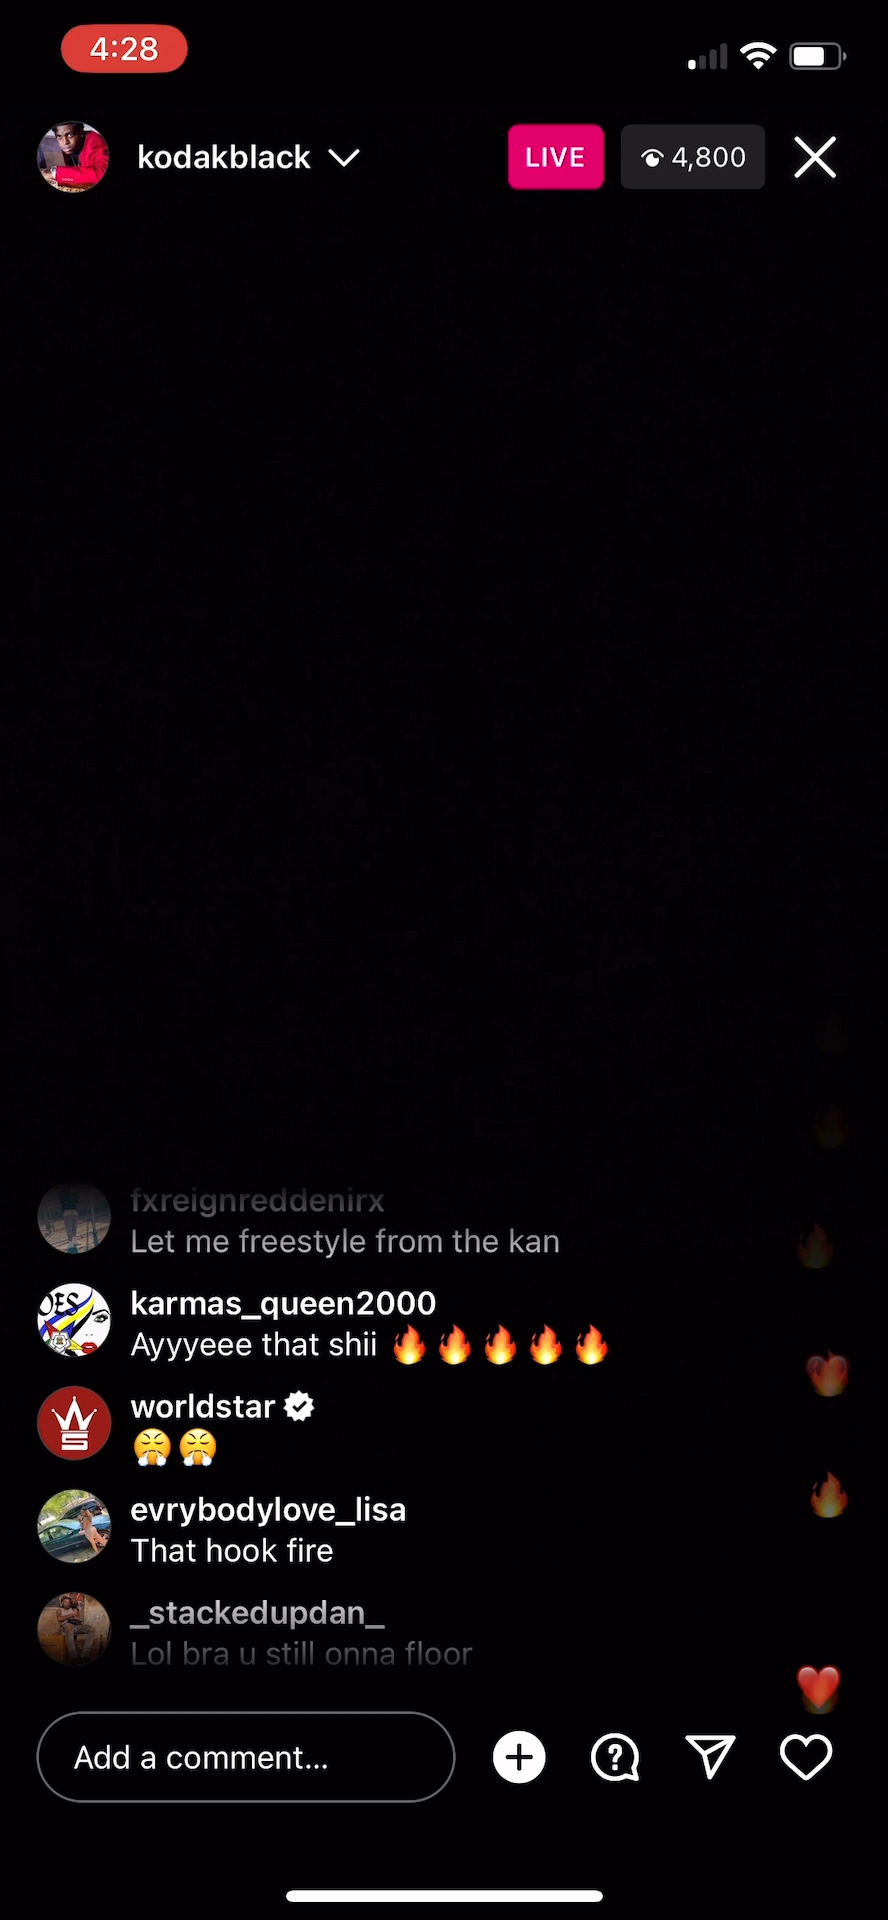 4:28
kodakblack
LIVE
4,800
fxreignreddenirx
Let me freestyle from the kan
karmas_queen2000
Ayyyeee that shii 🔥🔥🔥🔥🔥
worldstar
😤😤
evrybodylove_lisa
That hook fire
_stackedupdan_
Lol bra u still onna floor
Add a comment...